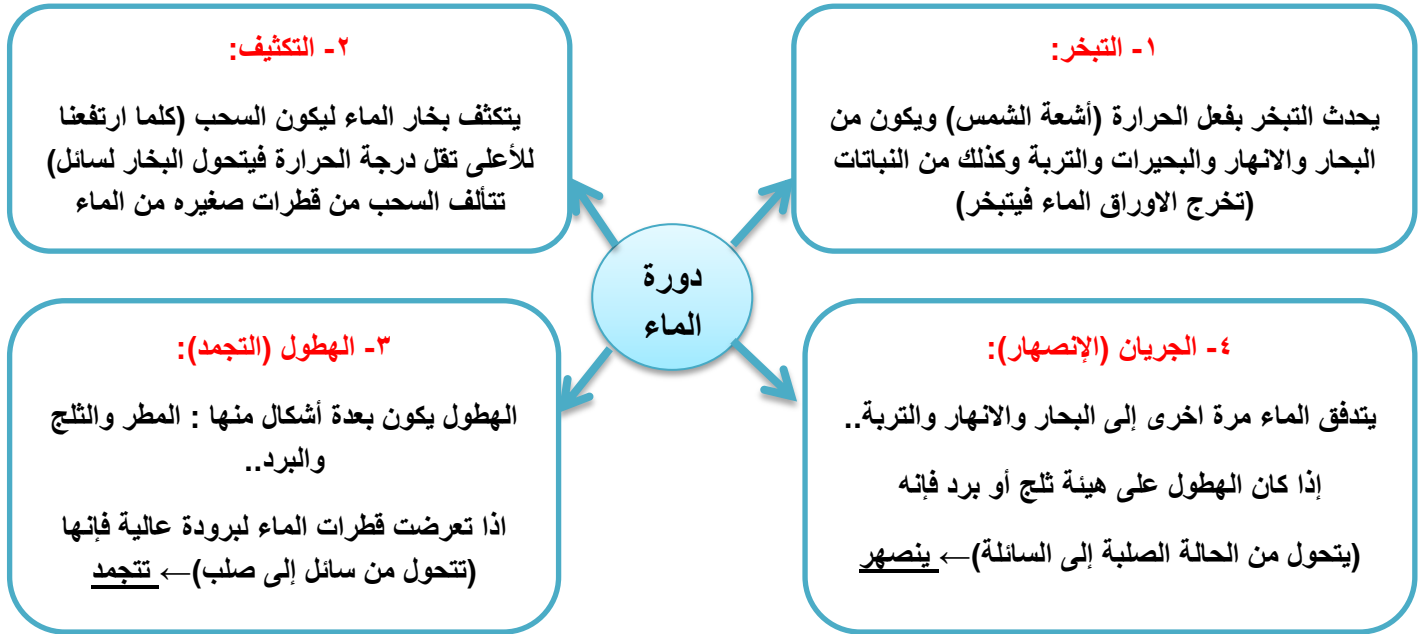 ١- التبخر:
يحدث التبخر بفعل الحرارة (أشعة الشمس) ويكون من
البحار والانهار والبحيرات والتربة وكذلك من النباتات
(تخرج الاوراق الماء فيتبخر)
٢- التكثيف:
يتكثف بخار الماء ليكون السحب (كلما ارتفعنا
للأعلى تقل درجة الحرارة فيتحول البخار لسائل)
تتألف السحب من قطرات صغيره من الماء
دورة
الماء
٣- الهطول (التجمد):
الهطول يكون بعدة أشكال منها : المطر والثلج
والبرد..
اذا تعرضت قطرات الماء لبرودة عالية فإنها
(تتحول من سائل إلى صلب)← تتجمد
٤- الجريان (الإنصهار):
يتدفق الماء مرة اخرى إلى البحار والانهار والتربة..
إذا كان الهطول على هيئة ثلج أو برد فإنه
(يتحول من الحالة الصلبة إلى السائلة)← ينصهر